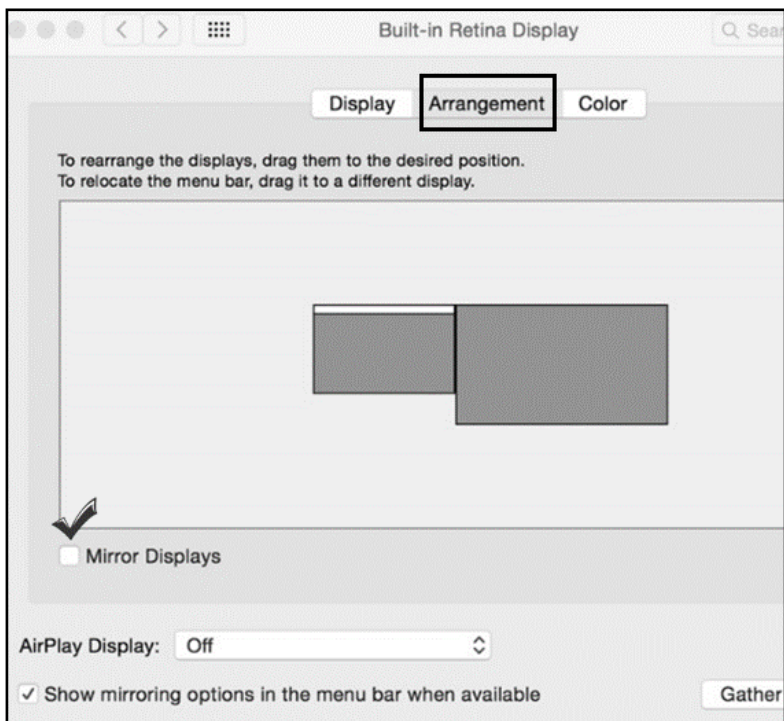 Built-in Retina Display
Sear
Display Arrangement Color
To rearrange the displays, drag them to the desired position.
To relocate the menu bar, drag it to a different display.
Mirror Displays
AirPlay Display: Off
Show mirroring options in the menu bar when available
Gather